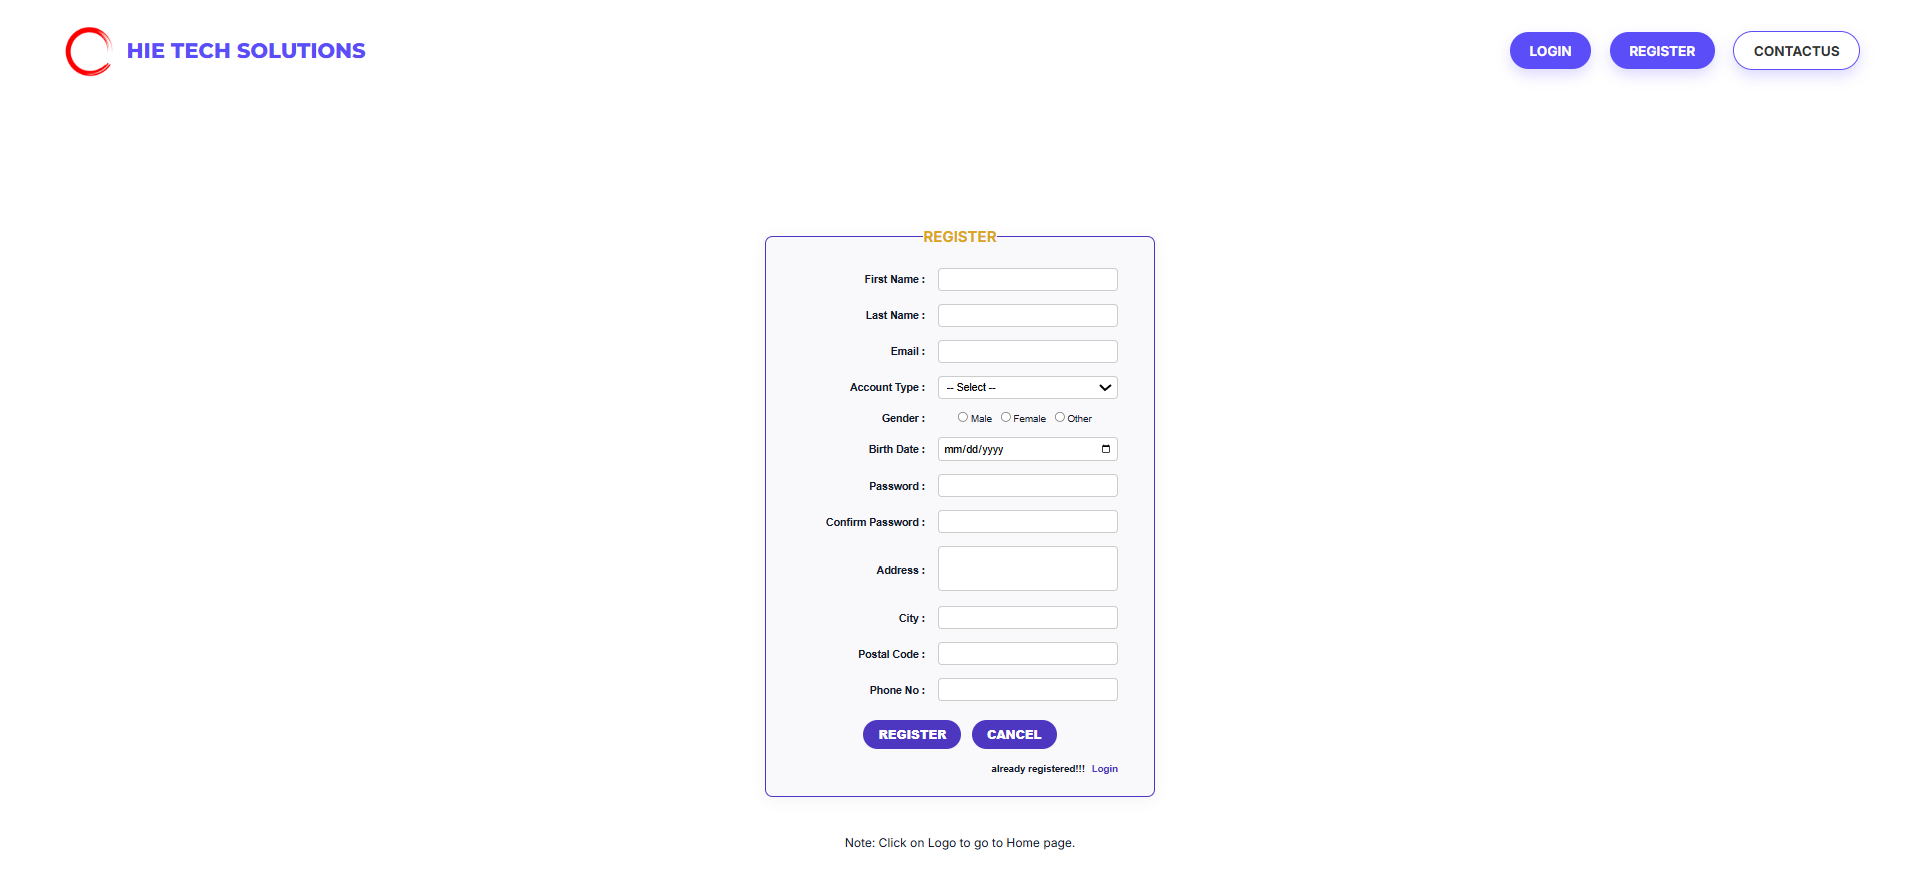 HIE TECH SOLUTIONS
LOGIN
REGISTER
CONTACTUS
REGISTER
First Name :
Last Name :
Email :
Account Type : -- Select --
Gender : Male Female Other
Birth Date : mm/dd/yyyy
Password :
Confirm Password :
Address :
City :
Postal Code :
Phone No :
REGISTER CANCEL
already registered!!! Login
Note: Click on Logo to go to Home page.